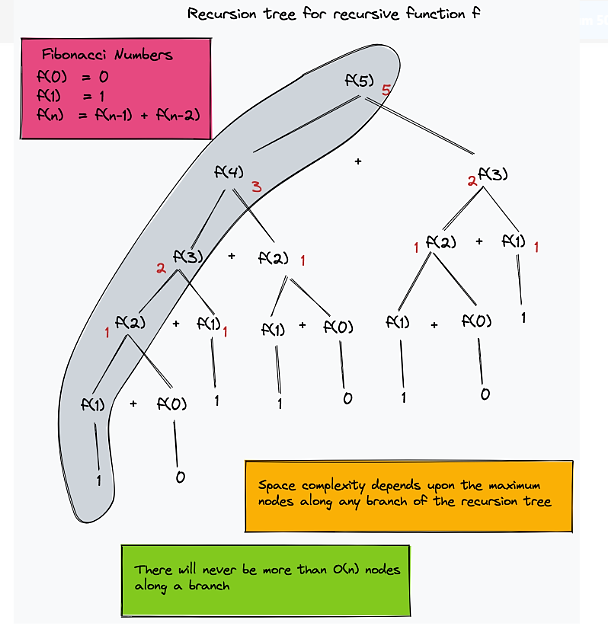 Recursion tree for recursive function f
Fibonacci Numbers
f(0) = 0
f(1) = 1
f(n) = f(n-1) + f(n-2)
f(5) 5
+
f(4) 3
2 f(3)
2 f(3) + f(2) 1
1 f(2) + f(1) 1
1 f(2) + f(1) 1
f(1) + f(0)
f(1) + f(0) 1
f(1) + f(0) 1 1 0 1 0
1 0
Space complexity depends upon the maximum
nodes along any branch of the recursion tree
There will never be more than O(n) nodes
along a branch